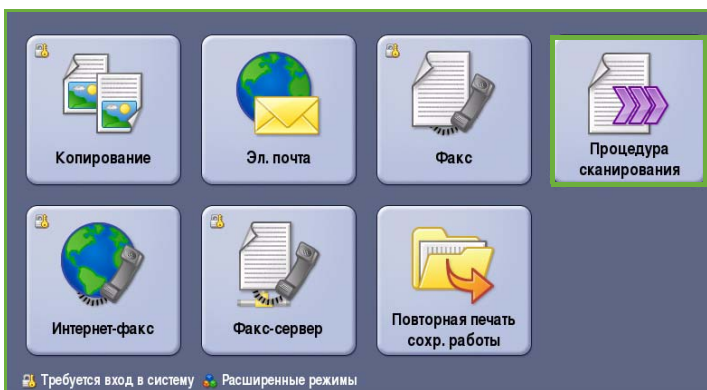 Копирование
Эл. почта
Факс
Процедура
сканирования
Интернет-факс
Факс-сервер
Повторная печать
сохр. работы
Требуется вход в систему Расширенные режимы